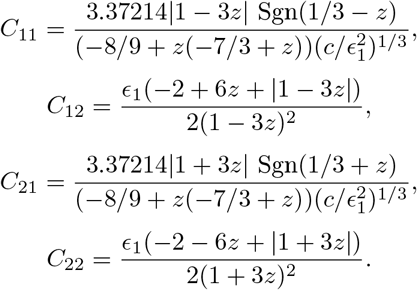 C_{11} = \frac{3.37214|1 - 3z| \text{ Sgn}(1/3 - z)}{(-8/9 + z(-7/3 + z))(c/\epsilon_1^2)^{1/3}},
C_{12} = \frac{\epsilon_1(-2 + 6z + |1 - 3z|)}{2(1 - 3z)^2},
C_{21} = \frac{3.37214|1 + 3z| \text{ Sgn}(1/3 + z)}{(-8/9 + z(-7/3 + z))(c/\epsilon_1^2)^{1/3}},
C_{22} = \frac{\epsilon_1(-2 - 6z + |1 + 3z|)}{2(1 + 3z)^2}.